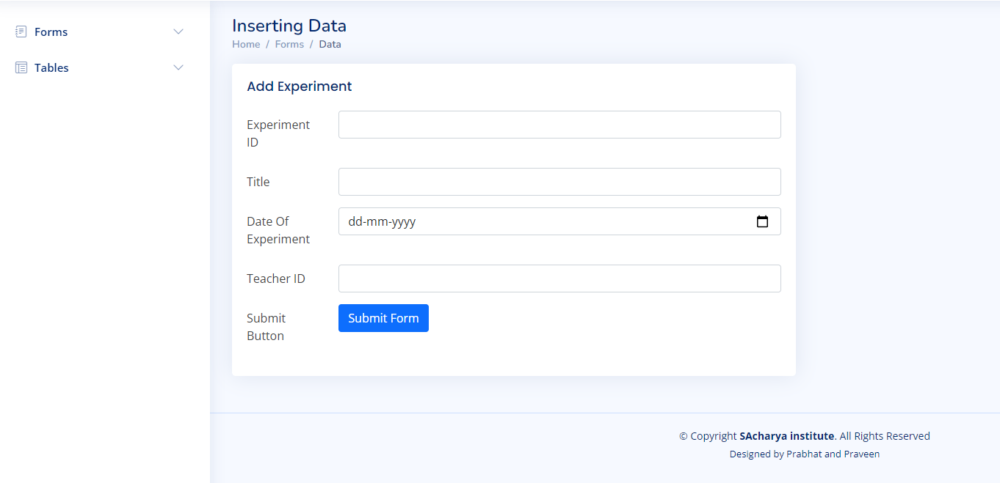 Forms
Tables
Inserting Data
Home / Forms / Data
Add Experiment
Experiment
ID
Title
Date Of
Experiment
dd-mm-yyyy
Teacher ID
Submit
Button
Submit Form
© Copyright SAcharya institute. All Rights Reserved
Designed by Prabhat and Praveen